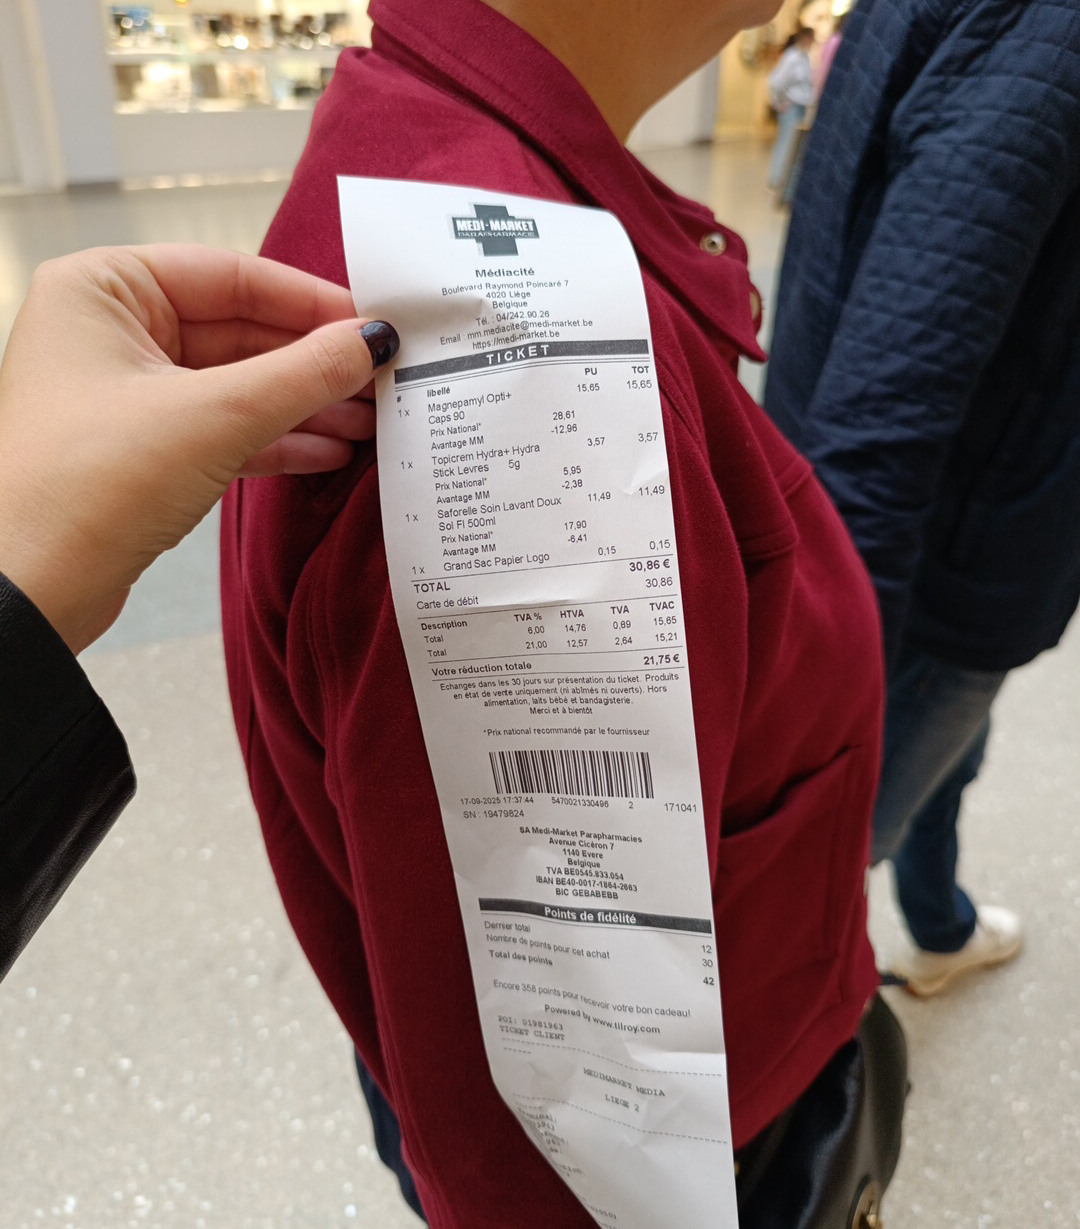 MEDI-MARKET
PARAPHARMACIE
Médiacité
Boulevard Raymond Poincaré 7
4020 Liège
Belgique
Tél. : 04/242.90.26
Email : mm.mediacite@medi-market.be
https://medi-market.be
TICKET
# libellé PU TOT
1 x Magnepamyl Opti+ 15,65 15,65
Caps 90
Prix National* 28,61
Avantage MM -12,96
1 x Topicrem Hydra+ Hydra 3,57 3,57
Stick Levres 5g
Prix National* 5,95
Avantage MM -2,38
1 x Saforelle Soin Lavant Doux 11,49 11,49
Sol Fl 500ml
Prix National* 17,90
Avantage MM -6,41
1 x Grand Sac Papier Logo 0,15 0,15
TOTAL 30,86 €
Carte de débit 30,86
Description TVA % HTVA TVA TVAC
Total 6,00 14,76 0,89 15,65
Total 21,00 12,57 2,64 15,21
Votre réduction totale 21,75 €
Echanges dans les 30 jours sur présentation du ticket. Produits
en état de vente uniquement (ni abîmés ni ouverts). Hors
alimentation, laits bébé et bandagisterie.
Merci et à bientôt
*Prix national recommandé par le fournisseur
17-09-2025 17:37:44 5470021330496 2 171041
SN : 19479824
SA Medi-Market Parapharmacies
Avenue Cicéron 7
1140 Evere
Belgique
TVA BE0545.833.054
IBAN BE40-0017-1864-2663
BIC GEBABEBB
Points de fidélité
Dernier total 12
Nombre de points pour cet achat 30
Total des points 42
Encore 358 points pour recevoir votre bon cadeau!
Powered by www.tilroy.com
POI: 01981963
TICKET CLIENT
MEDIMARKET MEDIA
LIEGE 2